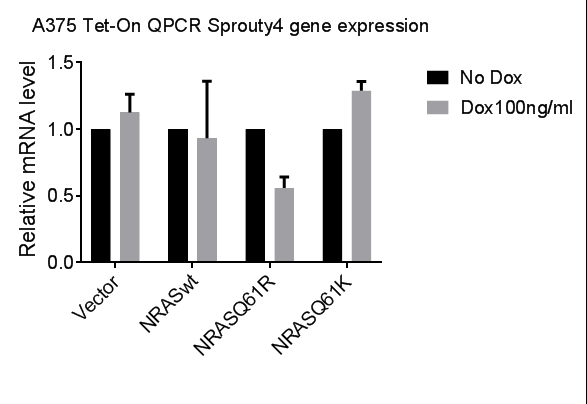 A375 Tet-On QPCR Sprouty4 gene expression
Relative mRNA level
1.5
1.0
0.5
0.0
Vector
NRASwt
NRASQ61R
NRASQ61K
No Dox
Dox100ng/ml